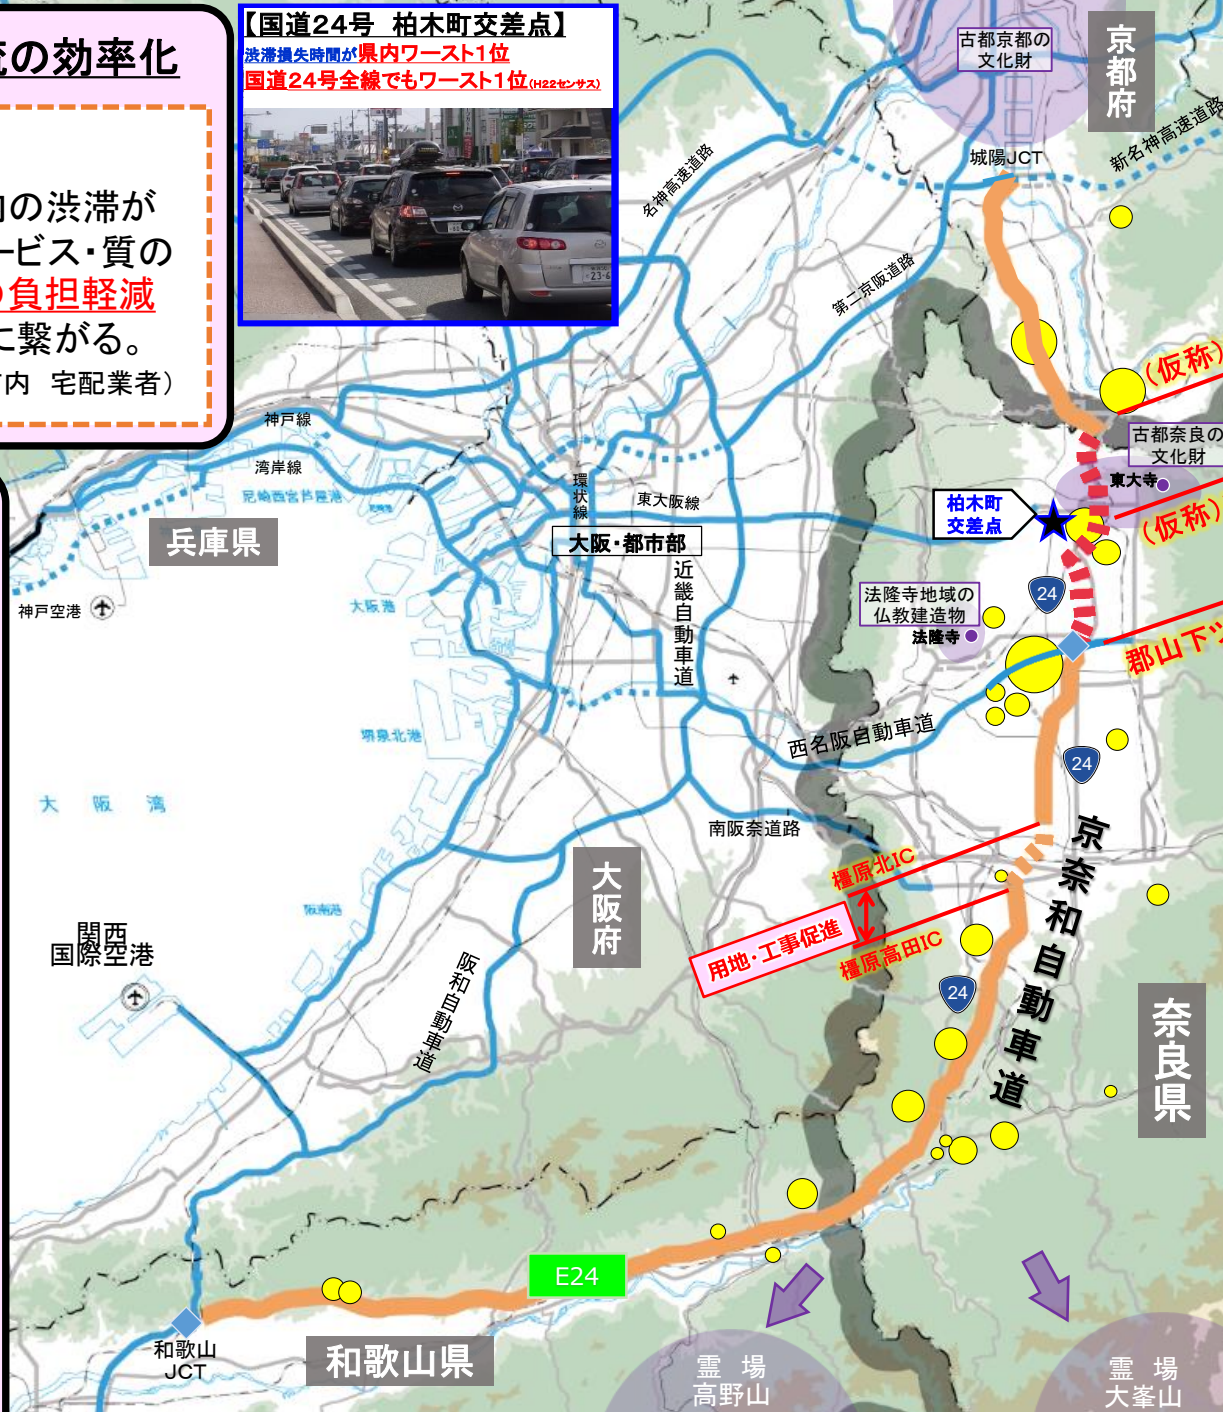 流の効率化
内の渋滞が
ービス・質の
の負担軽減
に繋がる。
市内 宅配業者）
【国道24号 柏木町交差点】
渋滞損失時間が県内ワースト1位
国道24号全線でもワースト1位(H22センサス)
23-6
古都京都の
文化財
京都府
城陽JCT
新名神高速道路
名神高速道路
第二京阪道路
（仮称）
古都奈良の
文化財
東大寺
（仮称）
柏木町
交差点
24
法隆寺地域の
仏教建造物
法隆寺
郡山下ツ
神戸線
湾岸線
尼崎西宮芦屋港
環状線
東大阪線
大阪・都市部
兵庫県
神戸空港
大阪港
近畿自動車道
堺泉北港
西名阪自動車道
24
大阪湾
南阪奈道路
京奈和自動車道
橿原北IC
用地・工事促進
橿原高田IC
大阪府
阪南港
関西
国際空港
阪和自動車道
24
奈良県
E24
和歌山
JCT
和歌山県
霊場
高野山
霊場
大峯山